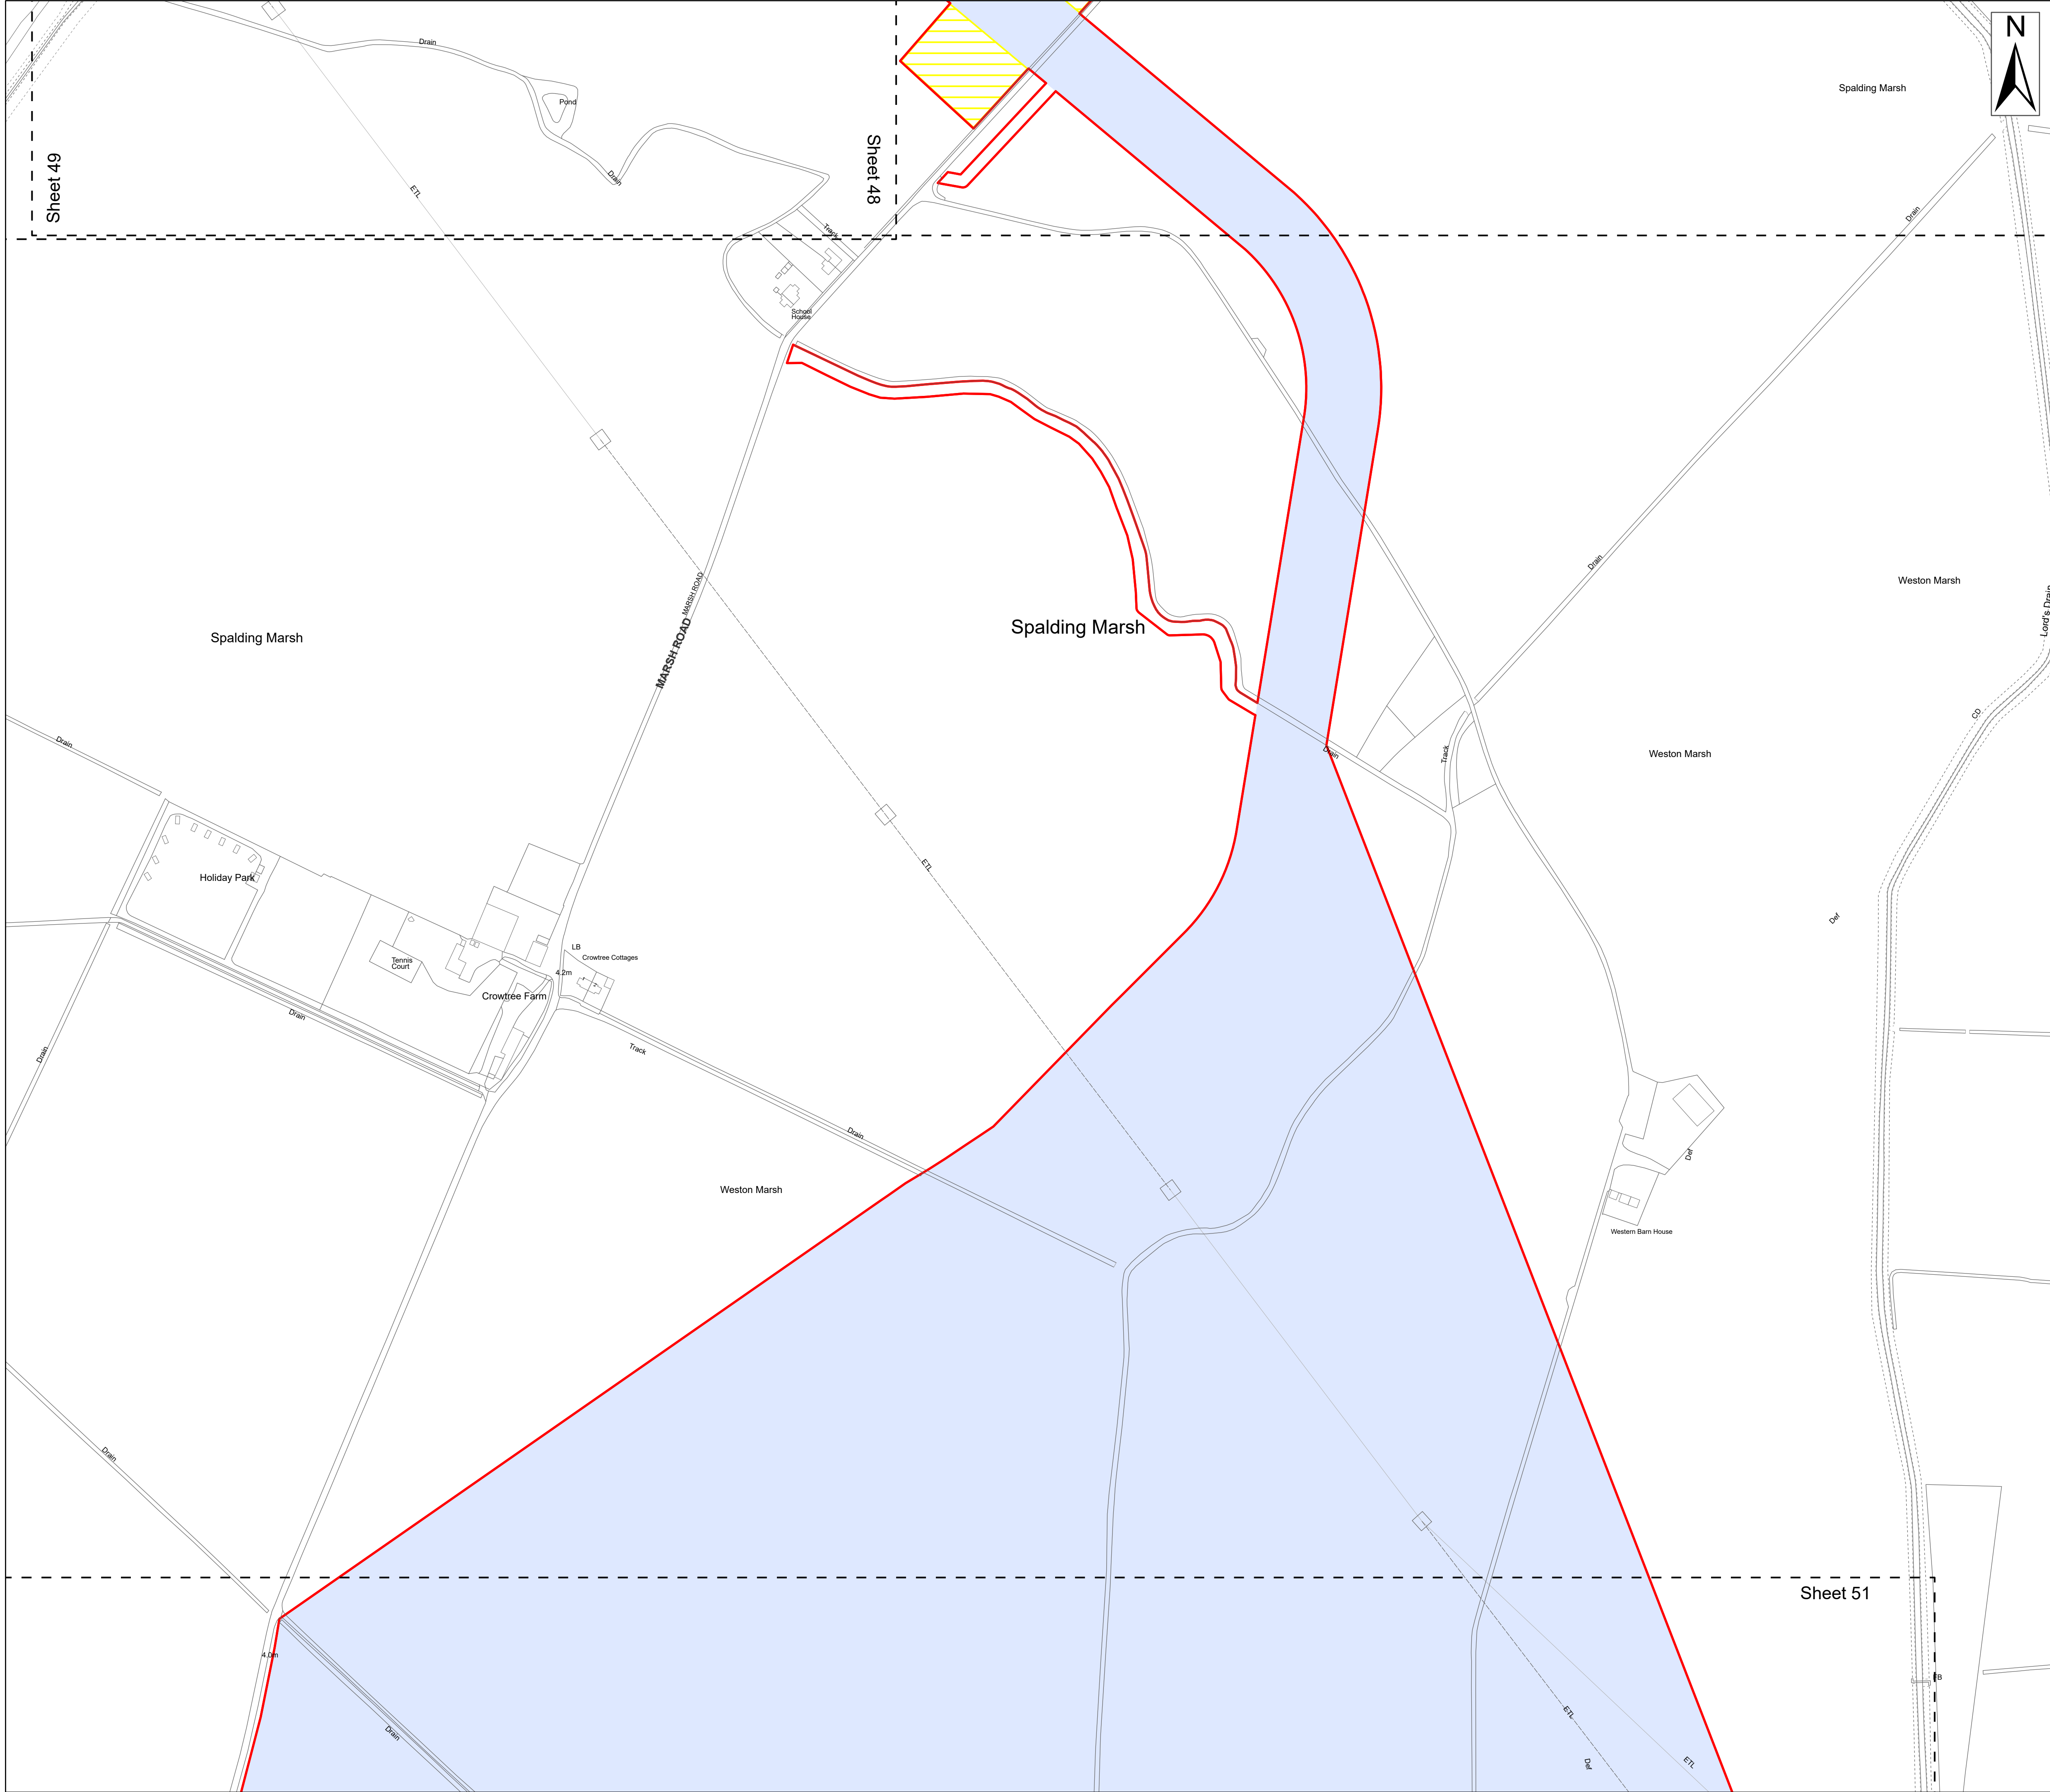 N
Drain
Spalding Marsh
Pond
Sheet 49
Sheet 48
Drain
ETL
Drain
Track
School
House
Drain
MARSH ROAD
Weston Marsh
Lord's Drain
Spalding Marsh
MARSH ROAD
Spalding Marsh
CD
Drain
Drain
Track
Weston Marsh
ETL
Holiday Park
Def
LB
Crowtree Cottages
Tennis
Court
4.2m
Crowtree Farm
Drain
Drain
Track
Drain
Def
Weston Marsh
Western Barn House
Drain
Sheet 51
4.0m
FB
ETL
Drain
Def
ETL